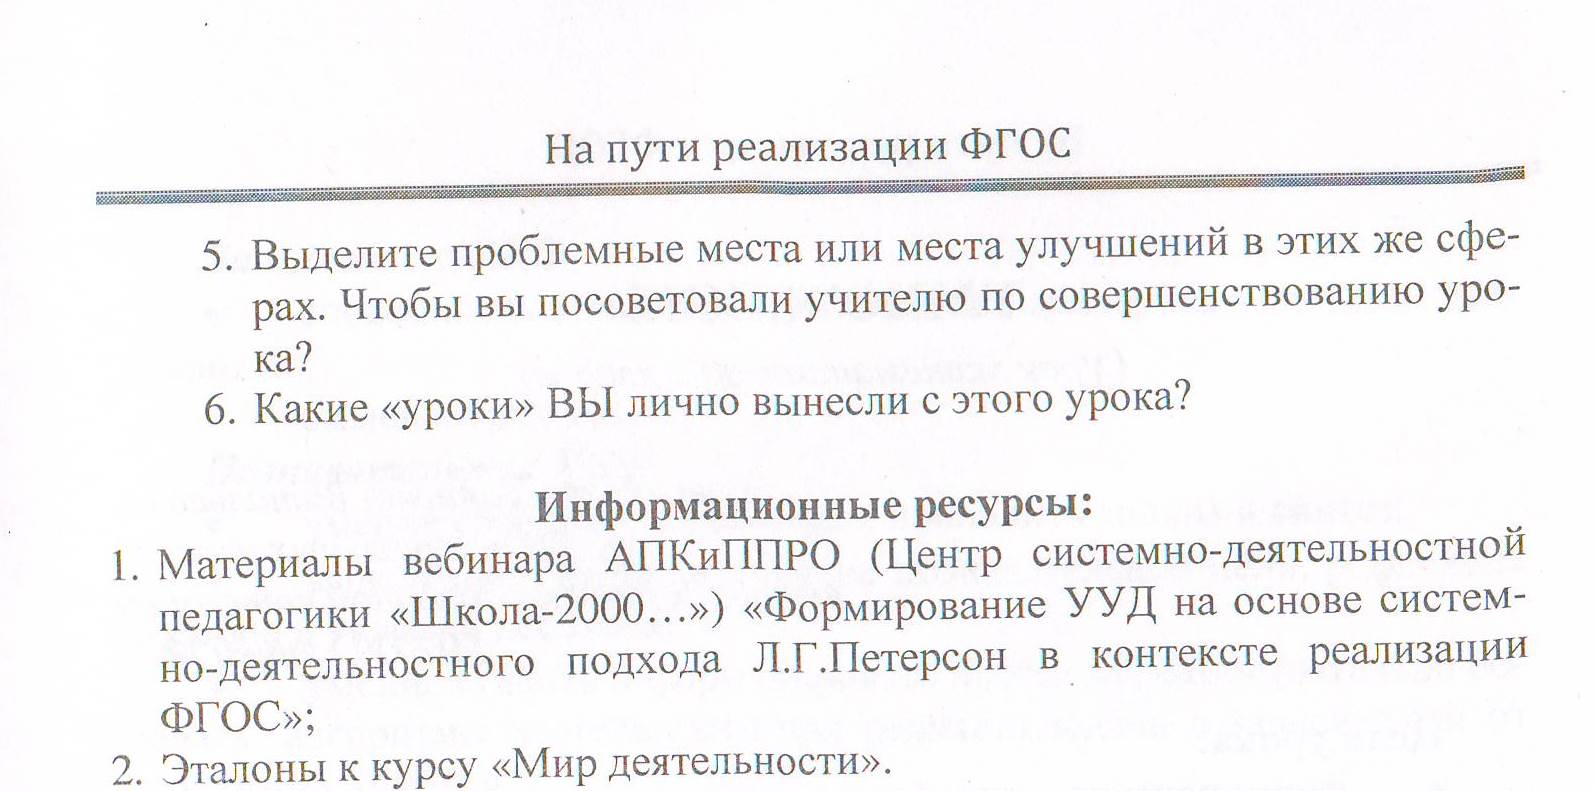 На пути реализации ФГОС
5. Выделите проблемные места или места улучшений в этих же сфе-
рах. Чтобы вы посоветовали учителю по совершенствованию уро-
ка?
6. Какие «уроки» ВЫ лично вынесли с этого урока?
Информационные ресурсы:
1. Материалы вебинара АПКиППРО (Центр системно-деятельностной
педагогики «Школа-2000...») «Формирование УУД на основе систем-
но-деятельностного подхода Л.Г.Петерсон в контексте реализации
ФГОС»;
2. Эталоны к курсу «Мир деятельности».